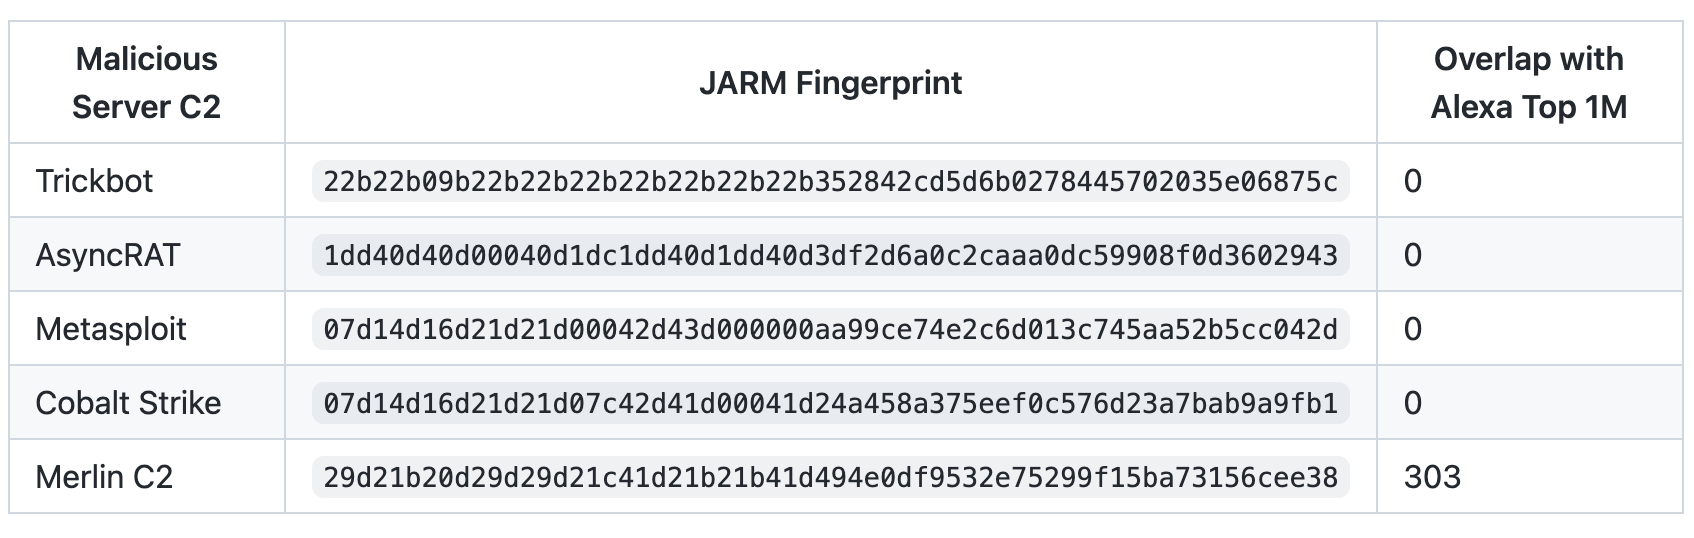 Malicious
Server C2
JARM Fingerprint
Overlap with
Alexa Top 1M
Trickbot 22b22b09b22b22b22b22b22b22b22b352842cd5d6b0278445702035e06875c 0
AsyncRAT 1dd40d40d00040d1dc1dd40d1dd40d3df2d6a0c2caaa0dc59908f0d3602943 0
Metasploit 07d14d16d21d21d00042d43d000000aa99ce74e2c6d013c745aa52b5cc042d 0
Cobalt Strike 07d14d16d21d21d07c42d41d00041d24a458a375eef0c576d23a7bab9a9fb1 0
Merlin C2 29d21b20d29d29d21c41d21b21b41d494e0df9532e75299f15ba73156cee38 303